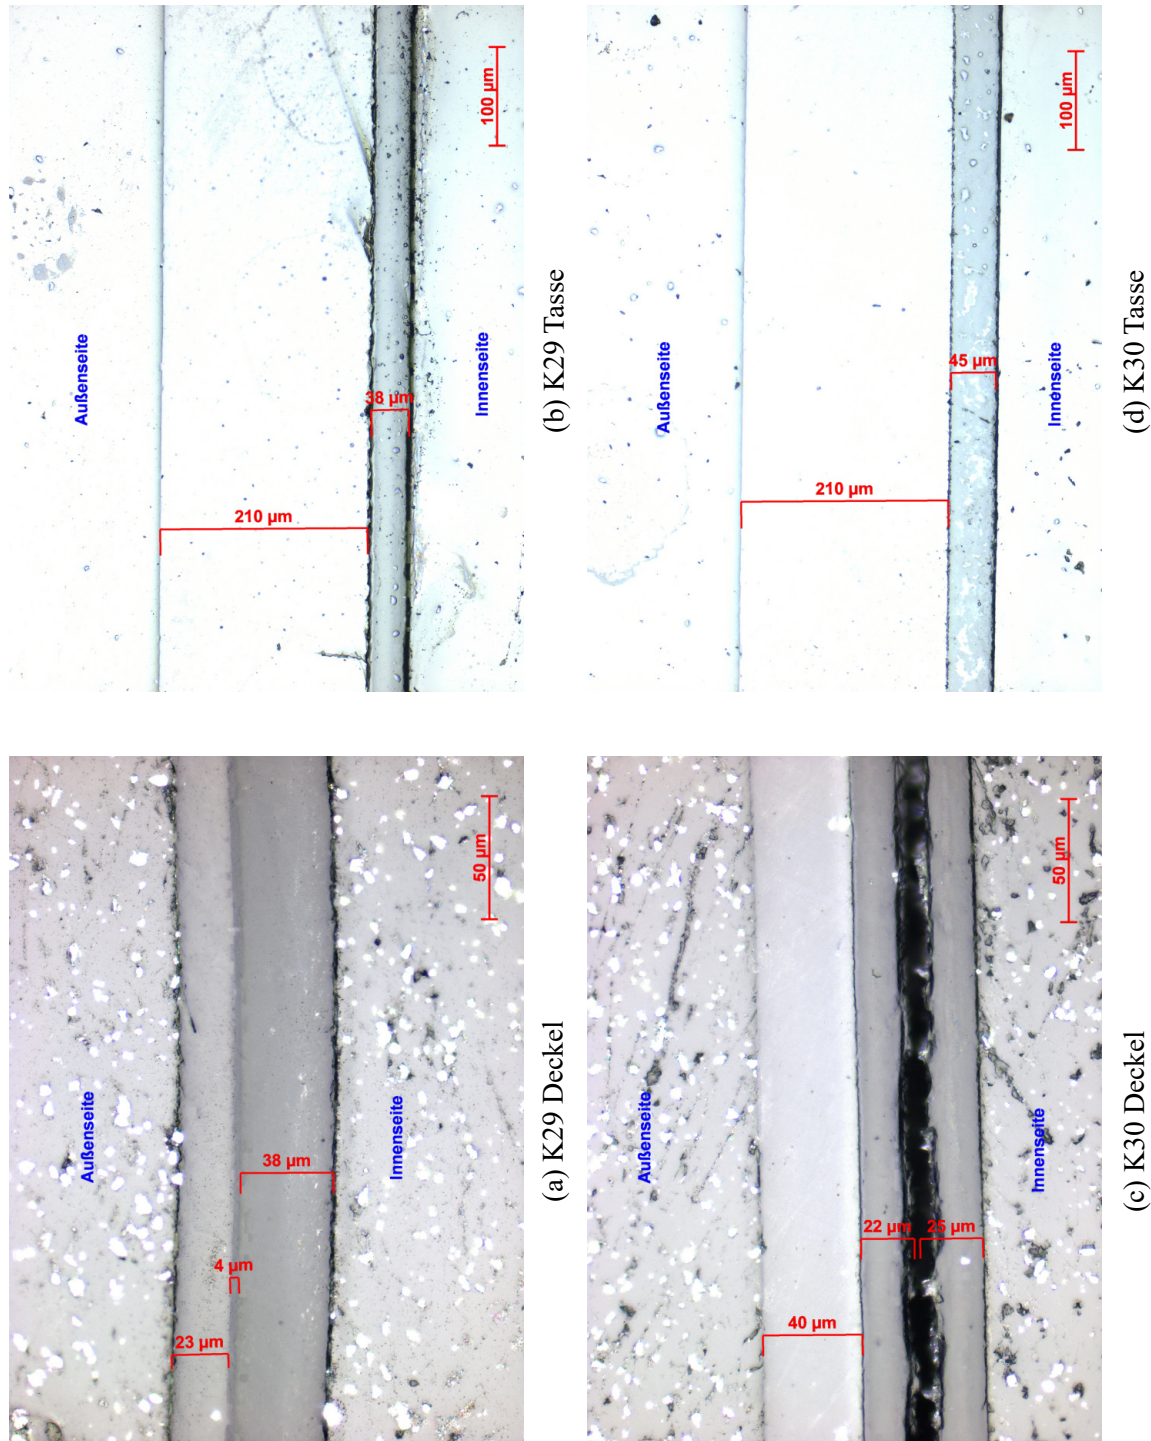 Außenseite
210 µm
38 µm
Innenseite
100 µm
(b) K29 Tasse
Außenseite
210 µm
45 µm
Innenseite
100 µm
(d) K30 Tasse
Außenseite
23 µm
4 µm
38 µm
Innenseite
50 µm
(a) K29 Deckel
Außenseite
40 µm
22 µm
25 µm
Innenseite
50 µm
(c) K30 Deckel